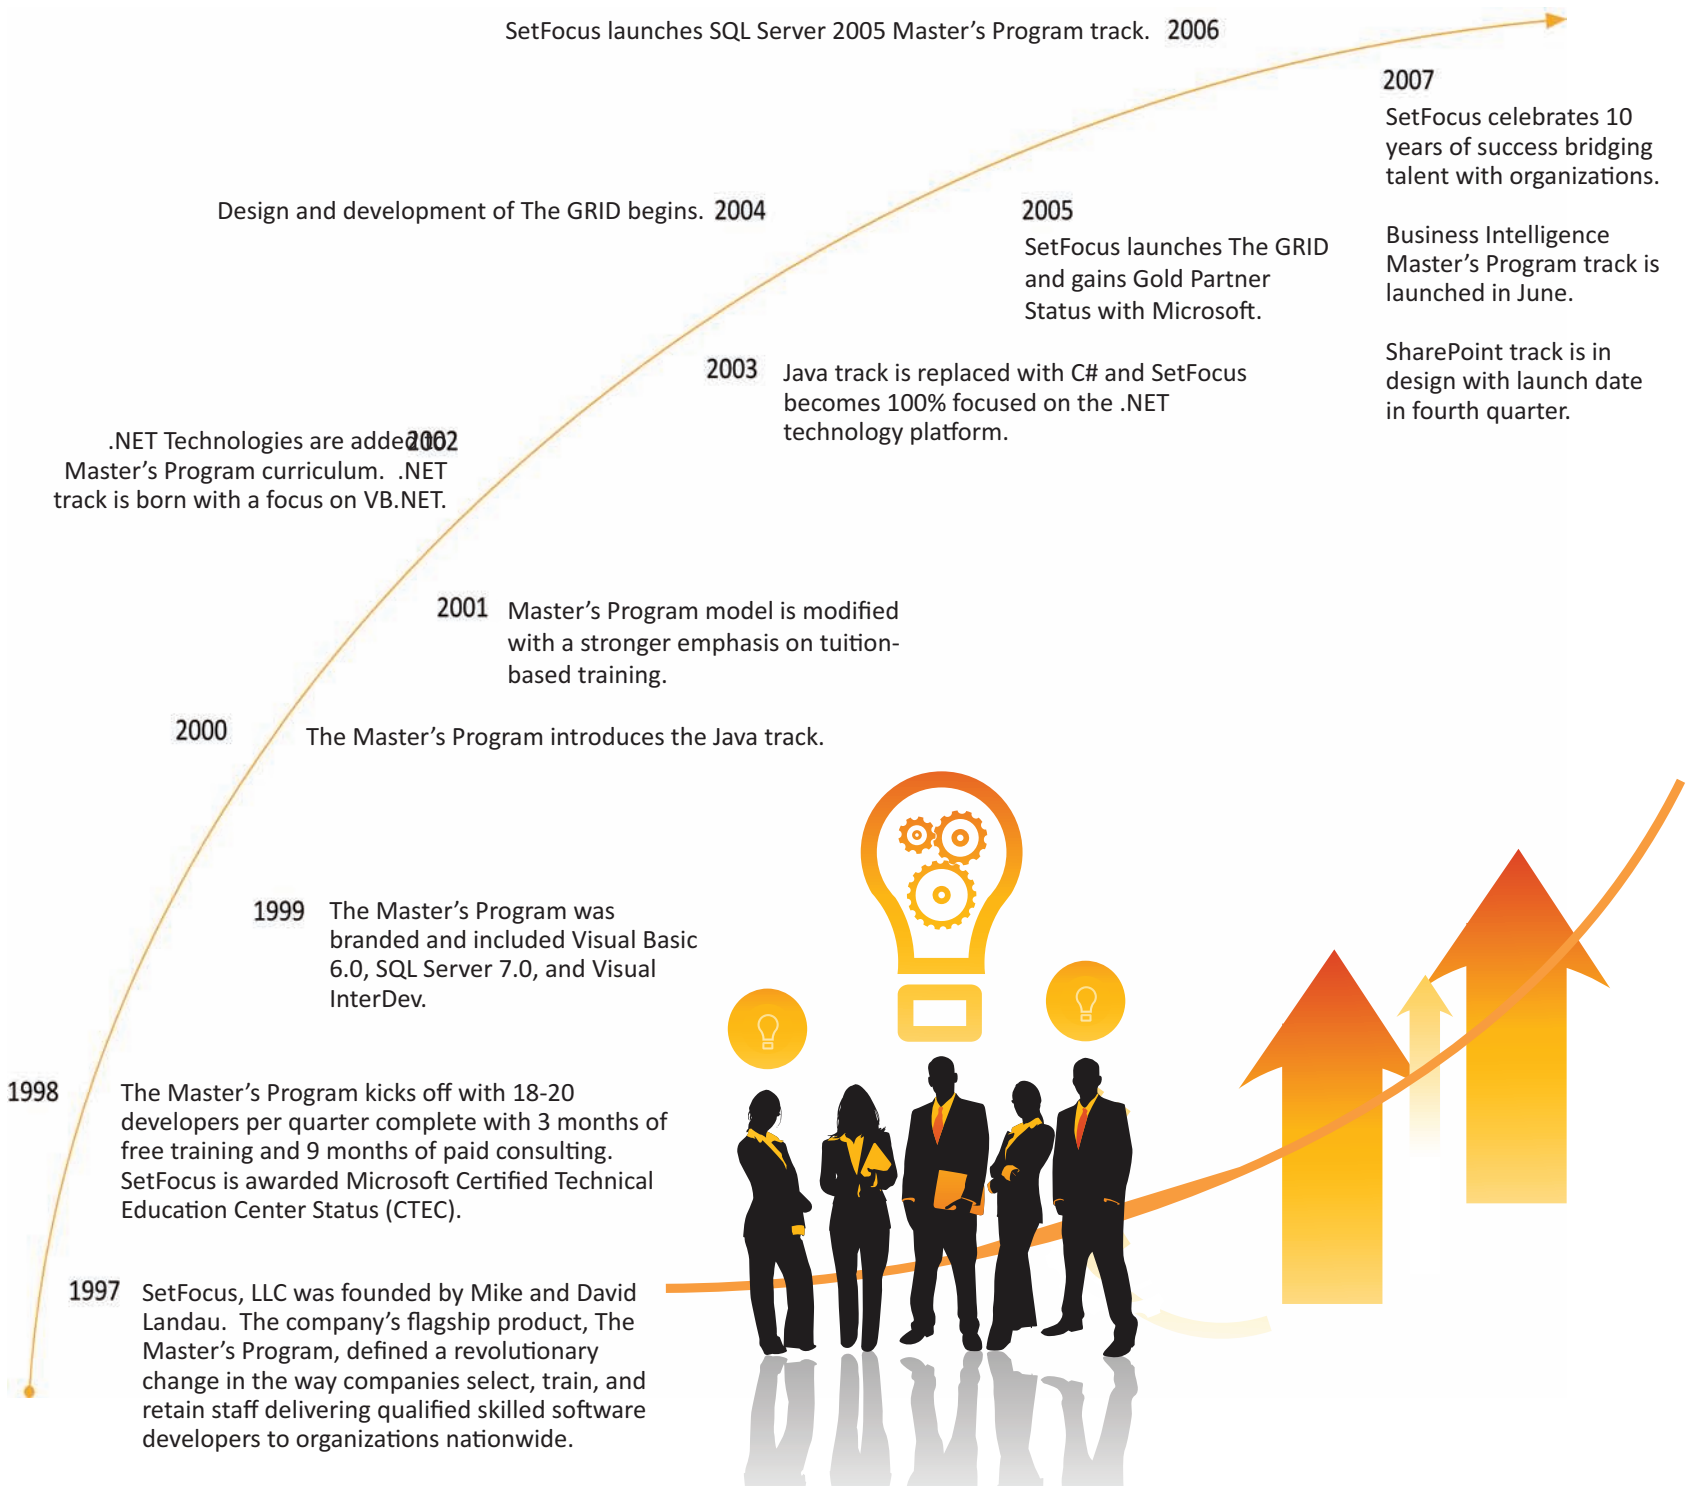 SetFocus launches SQL Server 2005 Master's Program track. 2006
2007
SetFocus celebrates 10
years of success bridging
talent with organizations.
Business Intelligence
Master's Program track is
launched in June.
SharePoint track is in
design with launch date
in fourth quarter.
Design and development of The GRID begins. 2004
2005
SetFocus launches The GRID
and gains Gold Partner
Status with Microsoft.
2003
Java track is replaced with C# and SetFocus
becomes 100% focused on the .NET
technology platform.
2002
.NET Technologies are added to
Master's Program curriculum.  .NET
track is born with a focus on VB.NET.
2001
Master's Program model is modified
with a stronger emphasis on tuition-
based training.
2000
The Master's Program introduces the Java track.
1999
The Master's Program was
branded and included Visual Basic
6.0, SQL Server 7.0, and Visual
InterDev.
1998
The Master's Program kicks off with 18-20
developers per quarter complete with 3 months of
free training and 9 months of paid consulting.
SetFocus is awarded Microsoft Certified Technical
Education Center Status (CTEC).
1997
SetFocus, LLC was founded by Mike and David
Landau.  The company's flagship product, The
Master's Program, defined a revolutionary
change in the way companies select, train, and
retain staff delivering qualified skilled software
developers to organizations nationwide.